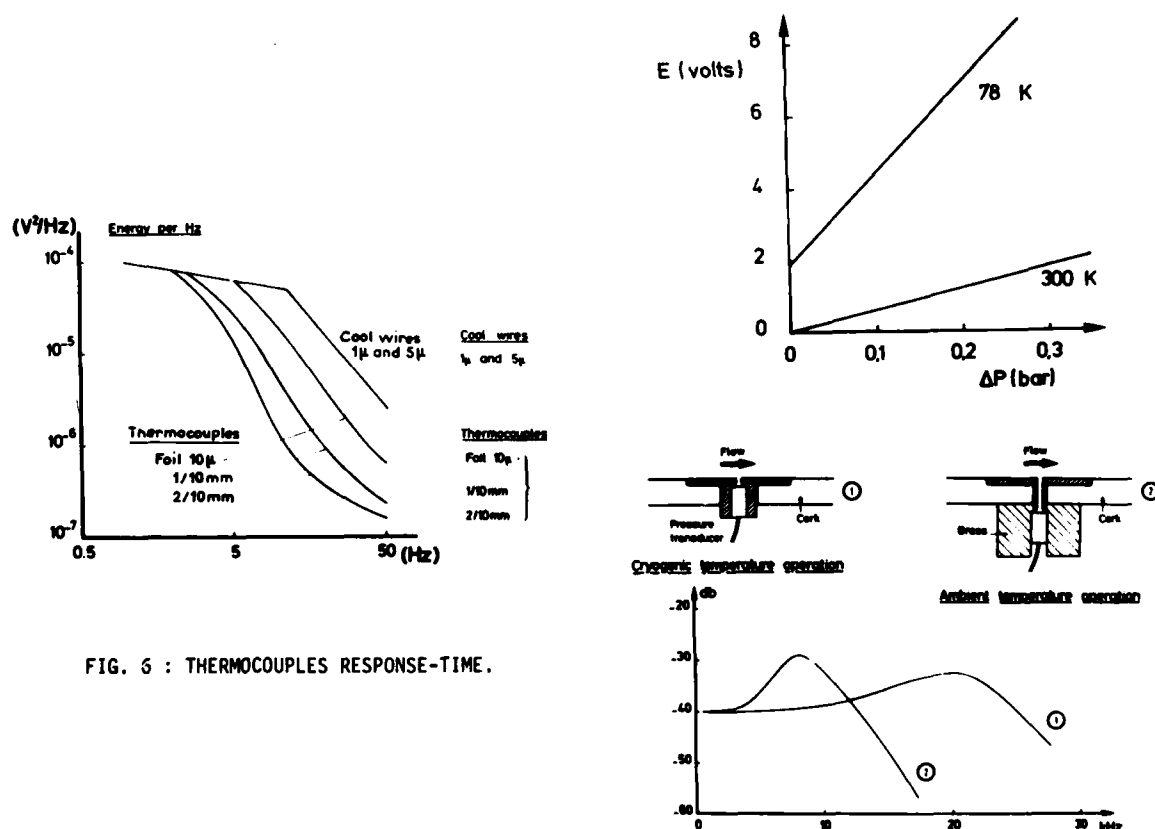 (V²/Hz)
Energy per Hz
10⁻⁴
10⁻⁵
10⁻⁶
10⁻⁷
Cool wires
1μ and 5μ
Cool wires
1μ and 5μ
Thermocouples
Foil 10μ
1/10mm
2/10mm
Thermocouples
Foil 10μ
1/10mm
2/10mm
0.5
5
50
(Hz)
FIG. 6 : THERMOCOUPLES RESPONSE-TIME.
E (volts)
8
6
4
2
0
78 K
300 K
0
0,1
0,2
0,3
ΔP (bar)
Flow
1
Pressure
transducer
Cork
Cryogenic temperature operation
Flow
2
Brass
Cork
Ambient temperature operation
db
-20
-30
-40
-50
-60
1
2
0
10
20
30
kHz